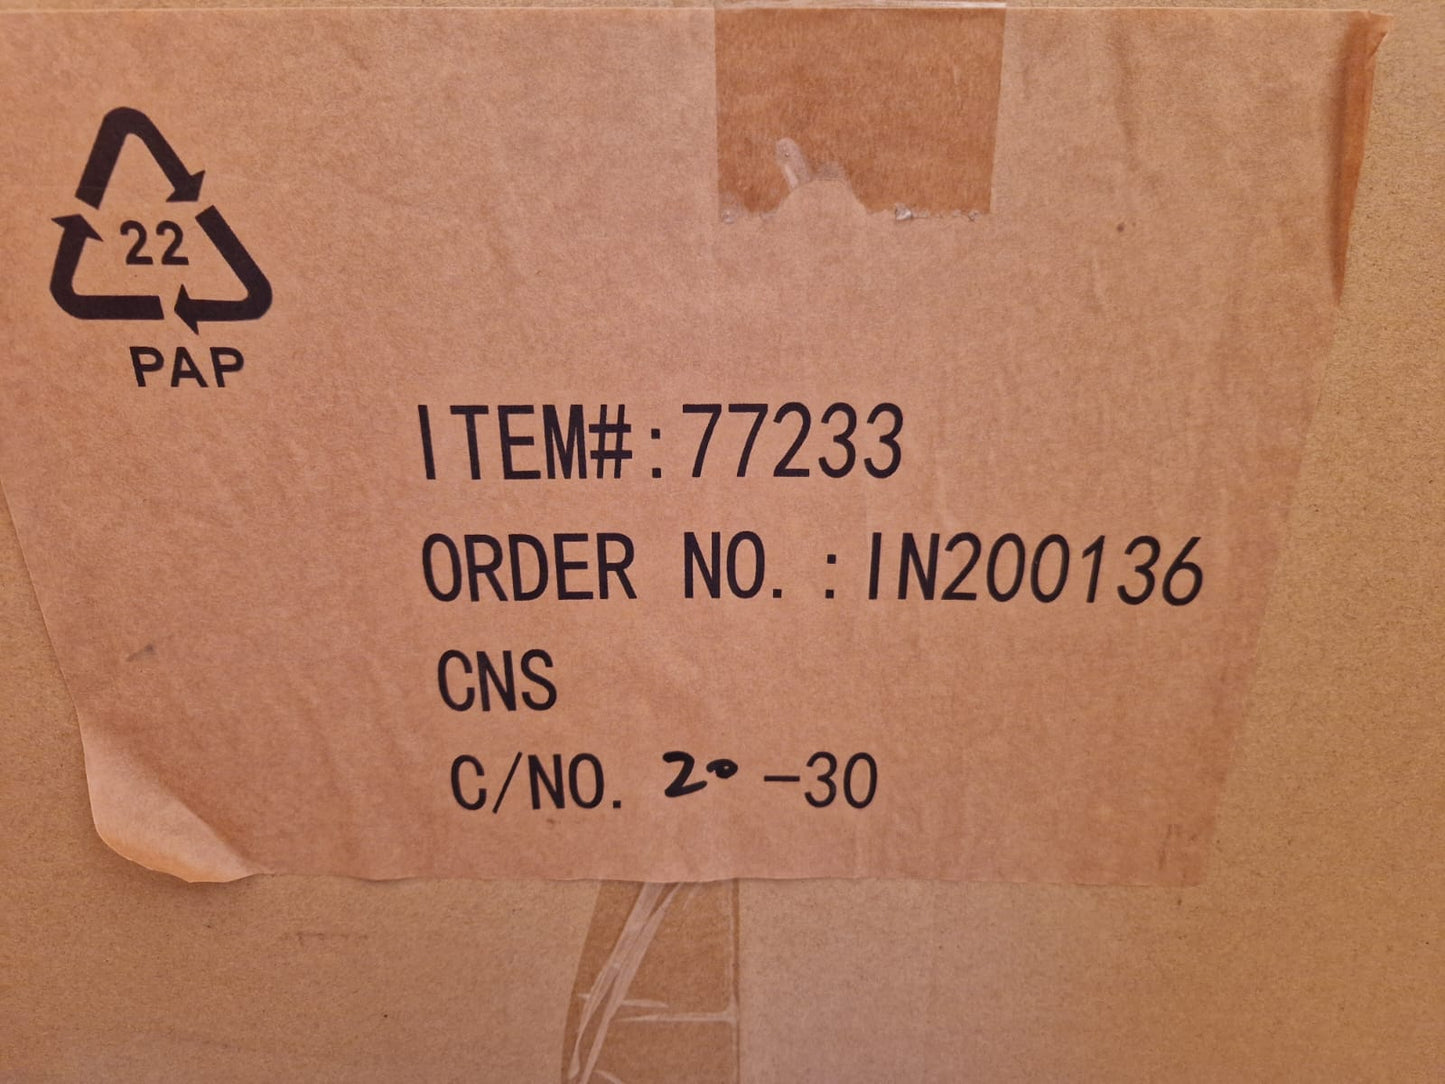 22
PAP
ITEM#:77233
ORDER NO.:IN200136
CNS
C/NO. 20-30